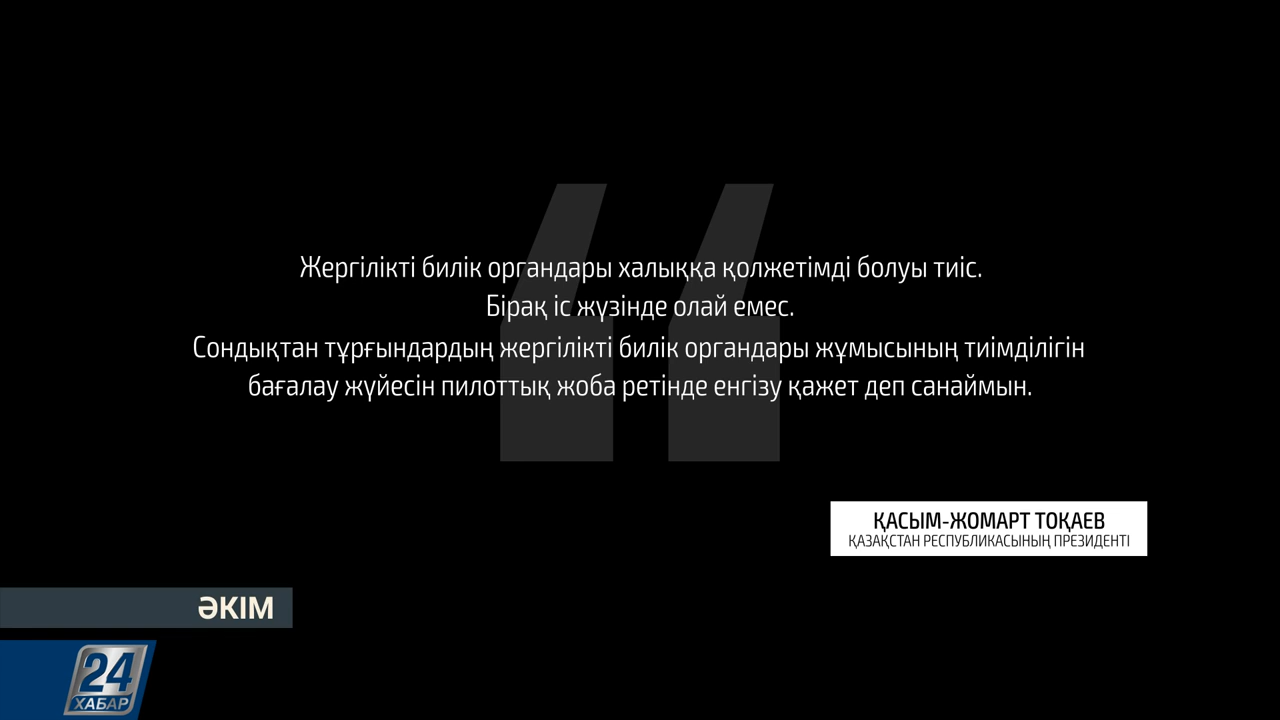 Жергілікті билік органдары халыққа қолжетімді болуы тиіс.
Бірақ іс жүзінде олай емес.
Сондықтан тұрғындардың жергілікті билік органдары жұмысының тиімділігін
бағалау жүйесін пилоттық жоба ретінде енгізу қажет деп санаймын.
ҚАСЫМ-ЖОМАРТ ТОҚАЕВ
ҚАЗАҚСТАН РЕСПУБЛИКАСЫНЫҢ ПРЕЗИДЕНТІ
ӘКІМ
24
ХАБАР